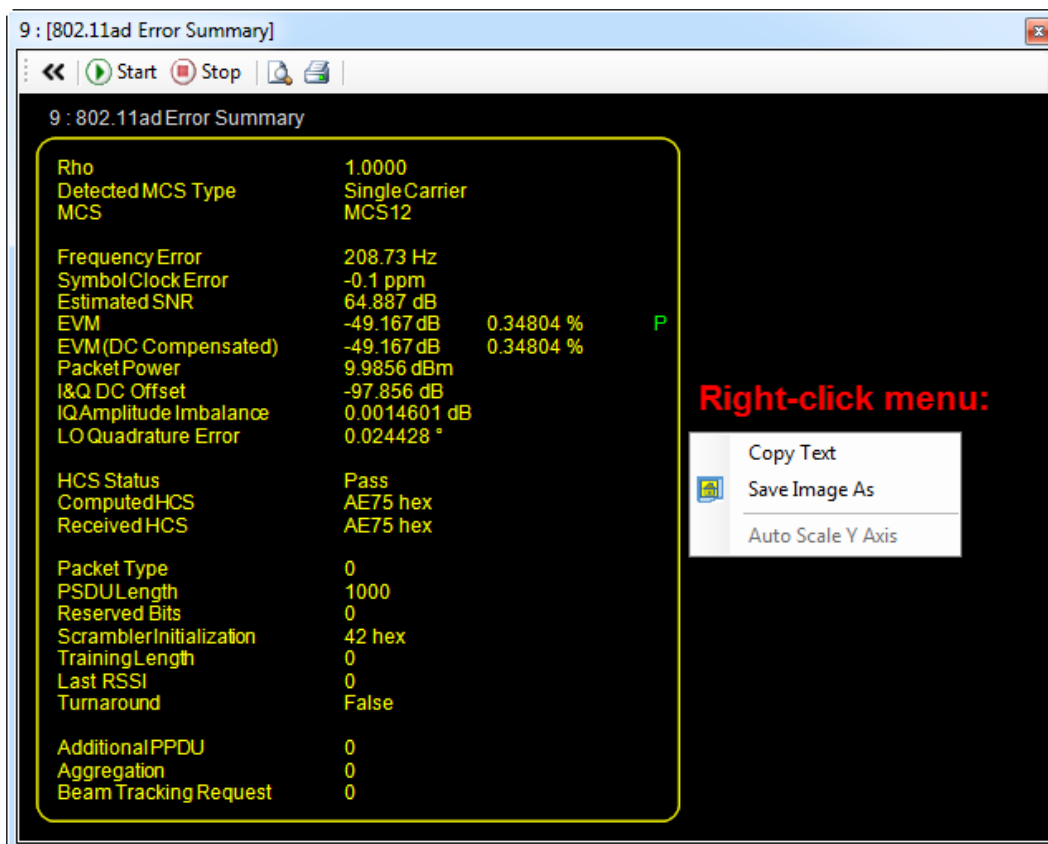 9 : [802.11ad Error Summary]
Start Stop
9 : 802.11ad Error Summary
Rho 1.0000
Detected MCS Type Single Carrier
MCS MCS12
Frequency Error 208.73 Hz
Symbol Clock Error -0.1 ppm
Estimated SNR 64.887 dB
EVM -49.167 dB 0.34804 % P
EVM (DC Compensated) -49.167 dB 0.34804 %
Packet Power 9.9856 dBm
I&Q DC Offset -97.856 dB
IQ Amplitude Imbalance 0.0014601 dB
LO Quadrature Error 0.024428 °
HCS Status Pass
Computed HCS AE75 hex
Received HCS AE75 hex
Packet Type 0
PSDU Length 1000
Reserved Bits 0
Scrambler Initialization 42 hex
Training Length 0
Last RSSI 0
Turnaround False
Additional PPDU 0
Aggregation 0
Beam Tracking Request 0
Right-click menu:
Copy Text
Save Image As
Auto Scale Y Axis